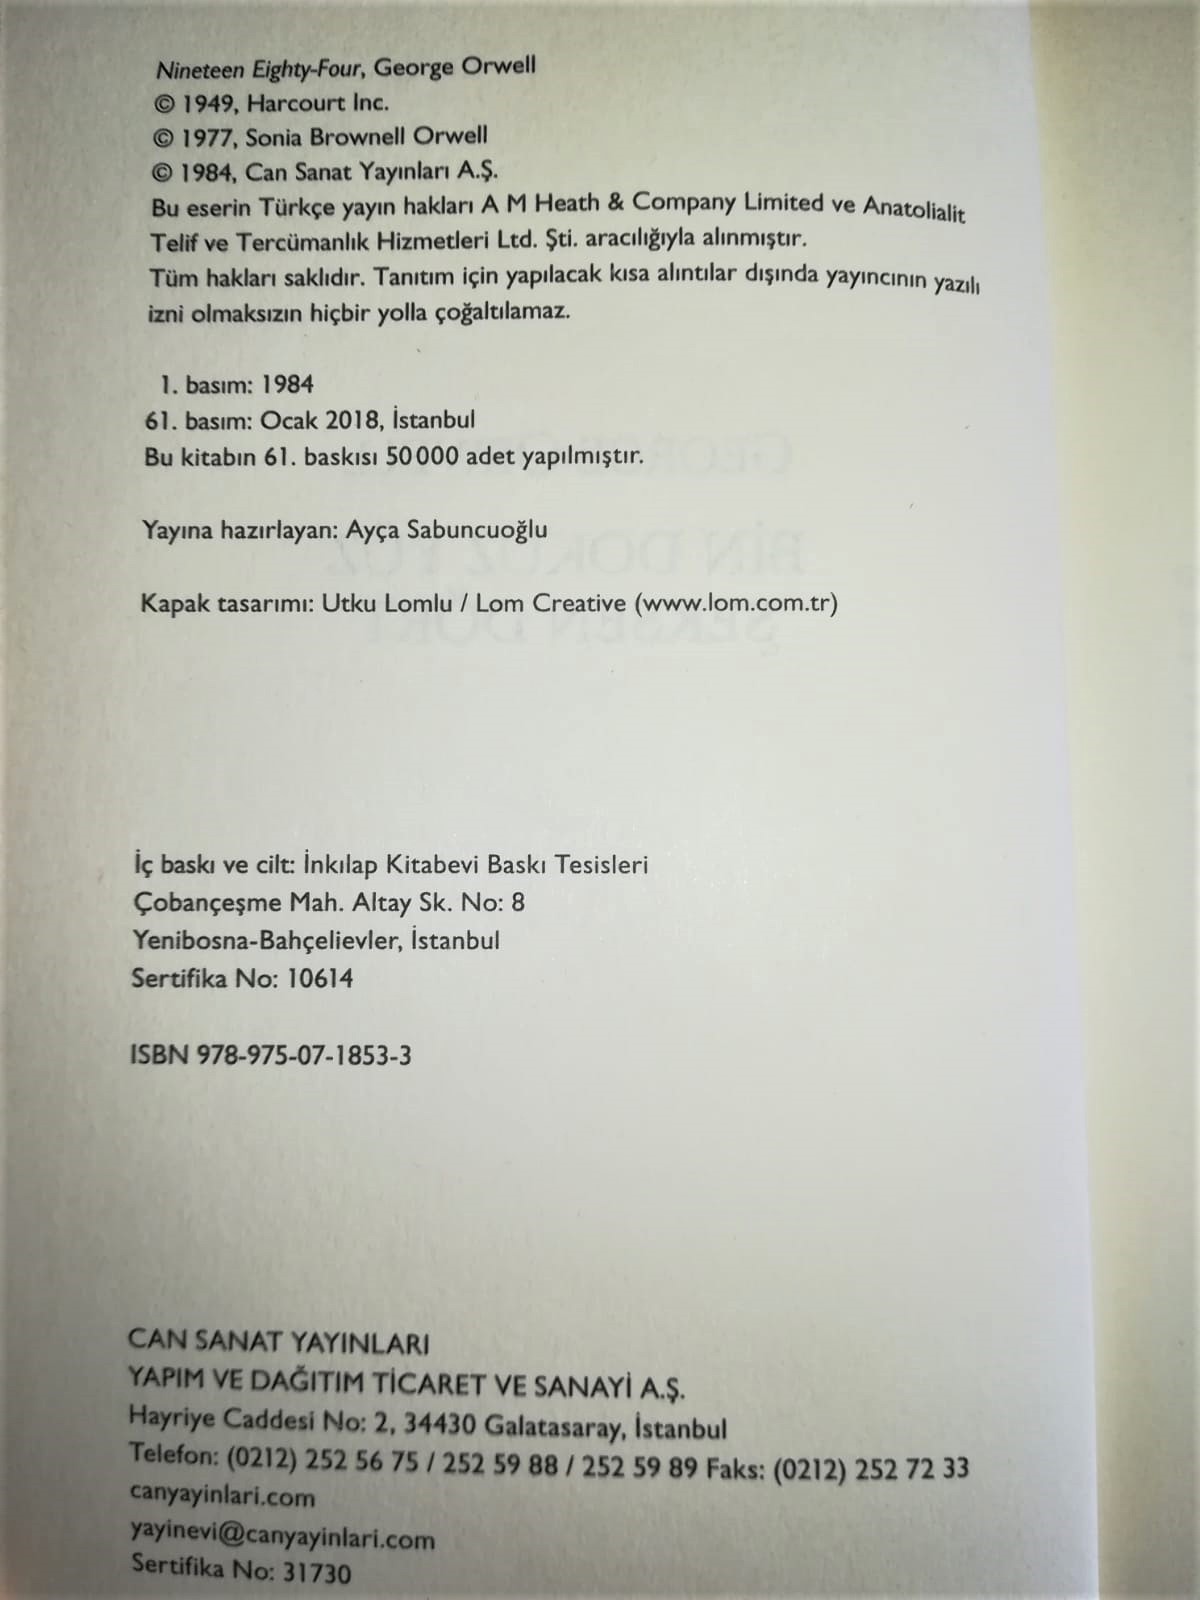 Nineteen Eighty-Four, George Orwell
© 1949, Harcourt Inc.
© 1977, Sonia Brownell Orwell
© 1984, Can Sanat Yayınları A.Ş.
Bu eserin Türkçe yayın hakları A M Heath & Company Limited ve Anatolialit
Telif ve Tercümanlık Hizmetleri Ltd. Şti. aracılığıyla alınmıştır.
Tüm hakları saklıdır. Tanıtım için yapılacak kısa alıntılar dışında yayıncının yazılı
izni olmaksızın hiçbir yolla çoğaltılamaz.
1. basım: 1984
61. basım: Ocak 2018, İstanbul
Bu kitabın 61. baskısı 50 000 adet yapılmıştır.
Yayına hazırlayan: Ayça Sabuncuoğlu
Kapak tasarımı: Utku Lomlu / Lom Creative (www.lom.com.tr)
İç baskı ve cilt: İnkılap Kitabevi Baskı Tesisleri
Çobançeşme Mah. Altay Sk. No: 8
Yenibosna-Bahçelievler, İstanbul
Sertifika No: 10614
ISBN 978-975-07-1853-3
CAN SANAT YAYINLARI
YAPIM VE DAĞITIM TİCARET VE SANAYİ A.Ş.
Hayriye Caddesi No: 2, 34430 Galatasaray, İstanbul
Telefon: (0212) 252 56 75 / 252 59 88 / 252 59 89 Faks: (0212) 252 72 33
canyayinlari.com
yayinevi@canyayinlari.com
Sertifika No: 31730